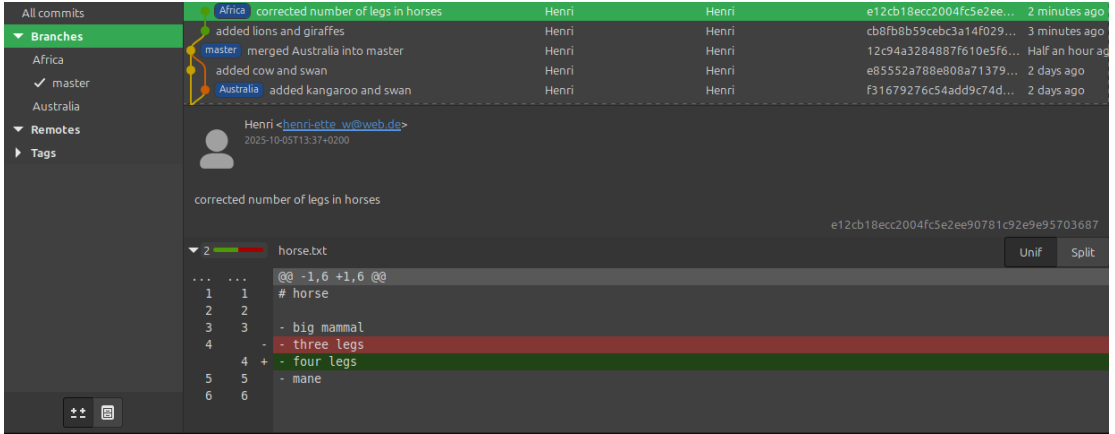 All commits
Branches
Africa
master
Australia
Remotes
Tags
Africa corrected number of legs in horses Henri Henri e12cb18ecc2004fc5e2ee... 2 minutes ago
added lions and giraffes Henri Henri cb8fb8b59cebc3a14f029... 3 minutes ago
master merged Australia into master Henri Henri 12c94a3284887f610e5f6... Half an hour ag
added cow and swan Henri Henri e85552a788e808a71379... 2 days ago
Australia added kangaroo and swan Henri Henri f31679276c54add9c74d... 2 days ago
Henri <henri-ette_w@web.de>
2025-10-05T13:37+0200
corrected number of legs in horses
e12cb18ecc2004fc5e2ee90781c92e9e95703687
2 horse.txt Unif Split
... ... @@ -1,6 +1,6 @@
1 1 # horse
2 2
3 3 - big mammal
4 - - three legs
4 + - four legs
5 5 - mane
6 6